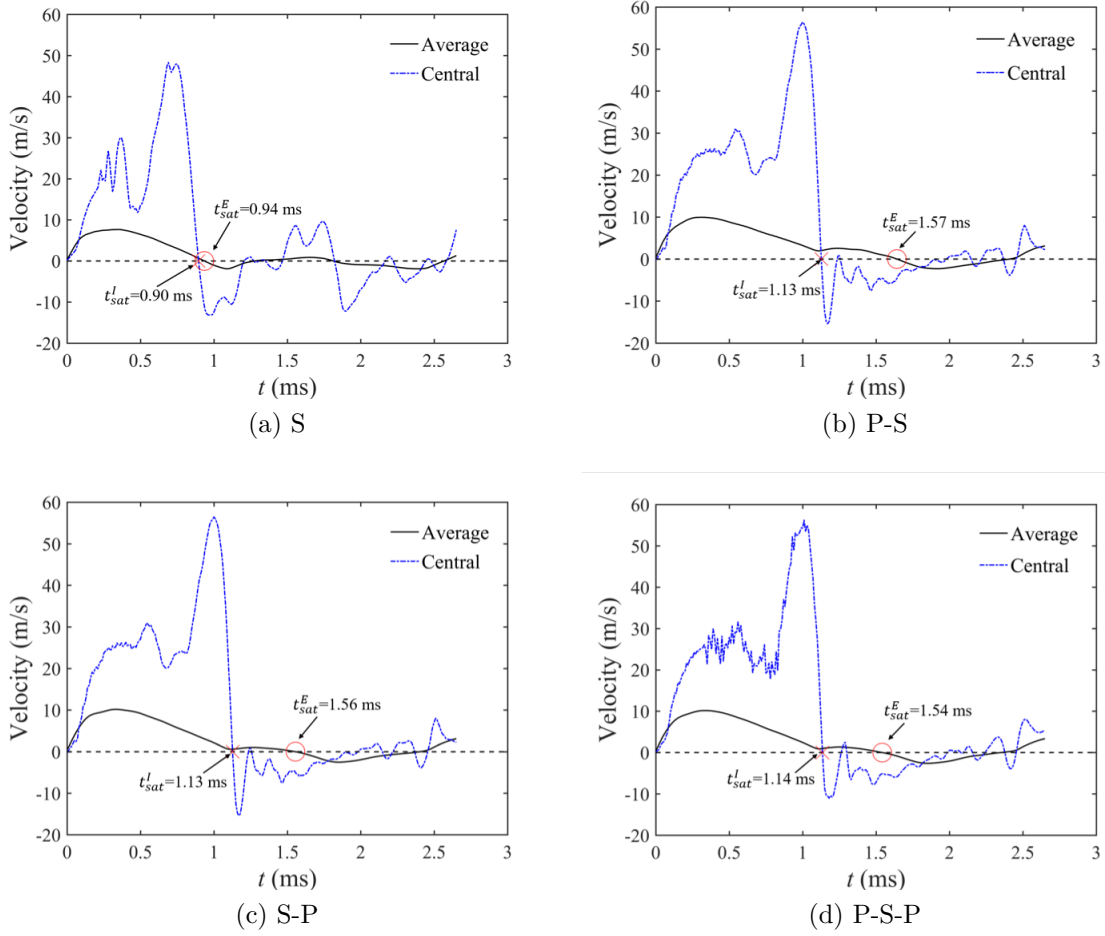 60
50
40
30
20
10
0
-10
-20
Velocity (m/s)
Average
Central
t^E_sat=0.94 ms
t^I_sat=0.90 ms
0 0.5 1 1.5 2 2.5 3
t (ms)
(a) S
60
50
40
30
20
10
0
-10
-20
Velocity (m/s)
Average
Central
t^E_sat=1.57 ms
t^I_sat=1.13 ms
0 0.5 1 1.5 2 2.5 3
t (ms)
(b) P-S
60
50
40
30
20
10
0
-10
-20
Velocity (m/s)
Average
Central
t^E_sat=1.56 ms
t^I_sat=1.13 ms
0 0.5 1 1.5 2 2.5 3
t (ms)
(c) S-P
60
50
40
30
20
10
0
-10
-20
Velocity (m/s)
Average
Central
t^E_sat=1.54 ms
t^I_sat=1.14 ms
0 0.5 1 1.5 2 2.5 3
t (ms)
(d) P-S-P